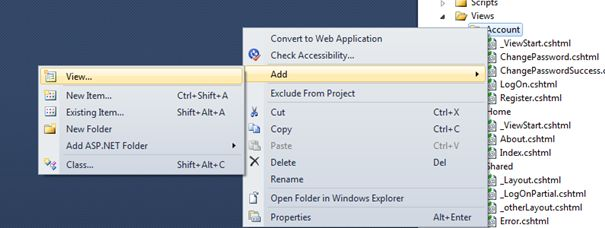 Scripts
Views
Account
_ViewStart.cshtml
ChangePassword.cshtml
ChangePasswordSuccess.c
LogOn.cshtml
Register.cshtml
Home
_ViewStart.cshtml
About.cshtml
Index.cshtml
Shared
_Layout.cshtml
_LogOnPartial.cshtml
_otherLayout.cshtml
Error.cshtml
Convert to Web Application
Check Accessibility...
Add
Exclude From Project
Cut Ctrl+X
Copy Ctrl+C
Paste Ctrl+V
Delete Del
Rename
Open Folder in Windows Explorer
Properties Alt+Enter
View...
New Item... Ctrl+Shift+A
Existing Item... Shift+Alt+A
New Folder
Add ASP.NET Folder
Class... Shift+Alt+C